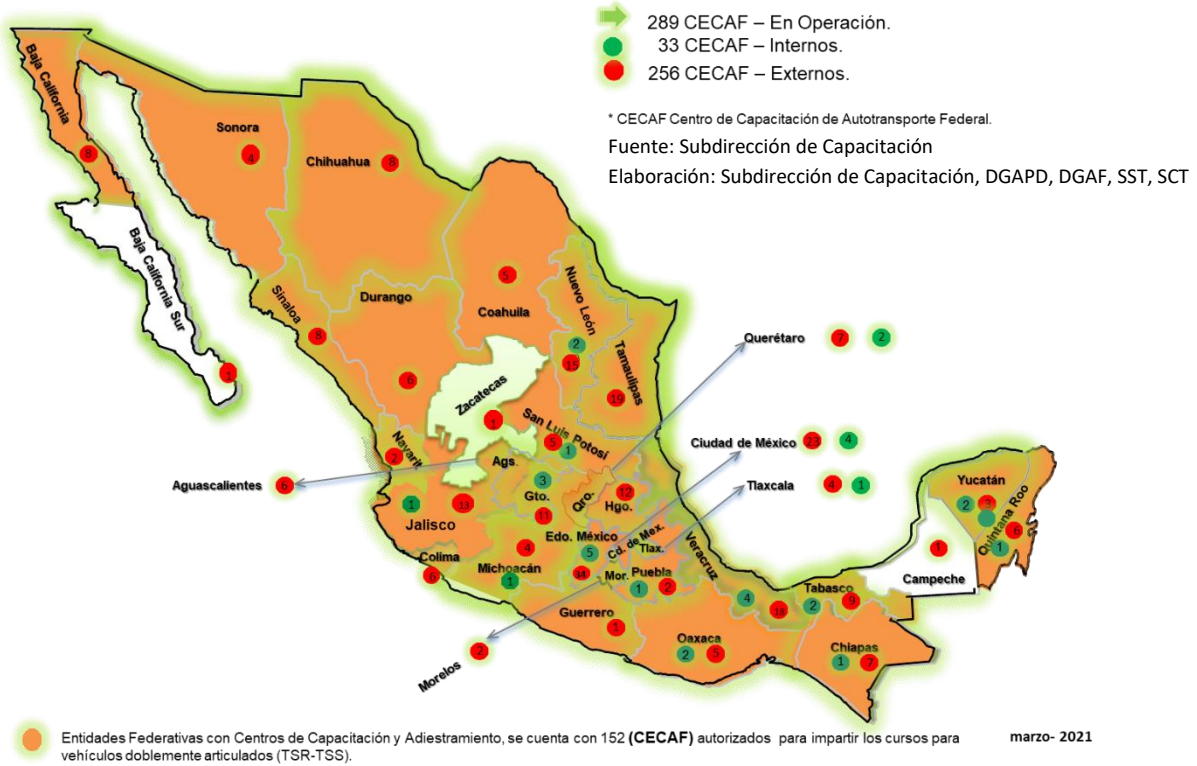 289 CECAF – En Operación.
33 CECAF – Internos.
256 CECAF – Externos.
* CECAF Centro de Capacitación de Autotransporte Federal.
Fuente: Subdirección de Capacitación
Elaboración: Subdirección de Capacitación, DGAPD, DGAF, SST, SCT
Baja California
8
Sonora
4
Chihuahua
8
Baja California Sur
1
Sinaloa
8
Durango
6
Coahuila
5
Nuevo León
2
15
Tamaulipas
19
Zacatecas
1
San Luis Potosí
5
1
Nayarit
2
Ags.
Aguascalientes
6
Querétaro
7
2
Ciudad de México
23
4
Tlaxcala
4
1
Jalisco
1
13
Gto.
3
11
Qro.
Hgo.
12
Edo. México
5
Cd. de Mex.
Tlax.
Colima
6
Michoacán
4
1
Mor.
Puebla
1
2
Veracruz
4
18
Guerrero
1
Morelos
2
Oaxaca
2
5
Tabasco
2
9
Chiapas
1
7
Campeche
1
Yucatán
2
3
Quintana Roo
6
1
Entidades Federativas con Centros de Capacitación y Adiestramiento, se cuenta con 152 (CECAF) autorizados para impartir los cursos para
vehículos doblemente articulados (TSR-TSS).
marzo- 2021